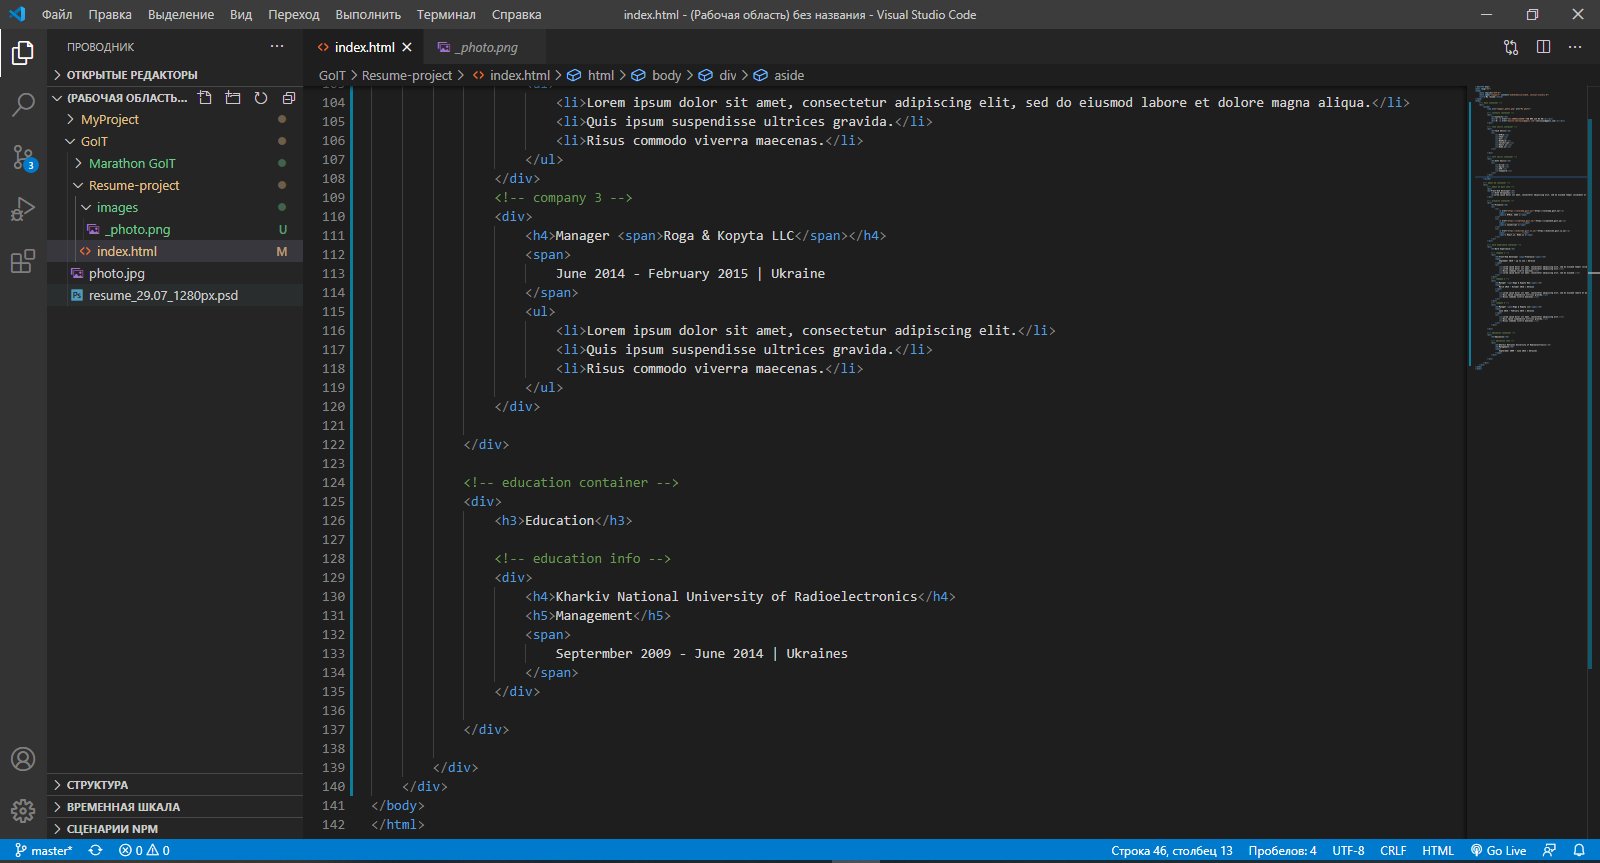 Файл Правка Выделение Вид Переход Выполнить Терминал Справка index.html - (Рабочая область) без названия - Visual Studio Code
ПРОВОДНИК ...
index.html
_photo.png
ОТКРЫТЫЕ РЕДАКТОРЫ
(РАБОЧАЯ ОБЛАСТЬ...
MyProject
GoIT
Marathon GoIT
Resume-project
images
_photo.png U
index.html M
photo.jpg
resume_29.07_1280px.psd
3
СТРУКТУРА
ВРЕМЕННАЯ ШКАЛА
СЦЕНАРИИ NPM
GoIT > Resume-project > index.html > html > body > div > aside
104 <li>Lorem ipsum dolor sit amet, consectetur adipiscing elit, sed do eiusmod labore et dolore magna aliqua.</li>
105 <li>Quis ipsum suspendisse ultrices gravida.</li>
106 <li>Risus commodo viverra maecenas.</li>
107 </ul>
108 </div>
109 <!-- company 3 -->
110 <div>
111 <h4>Manager <span>Roga & Kopyta LLC</span></h4>
112 <span>
113 June 2014 - February 2015 | Ukraine
114 </span>
115 <ul>
116 <li>Lorem ipsum dolor sit amet, consectetur adipiscing elit.</li>
117 <li>Quis ipsum suspendisse ultrices gravida.</li>
118 <li>Risus commodo viverra maecenas.</li>
119 </ul>
120 </div>
121
122 </div>
123
124 <!-- education container -->
125 <div>
126 <h3>Education</h3>
127
128 <!-- education info -->
129 <div>
130 <h4>Kharkiv National University of Radioelectronics</h4>
131 <h5>Management</h5>
132 <span>
133 Septermber 2009 - June 2014 | Ukraines
134 </span>
135 </div>
136
137 </div>
138
139 </div>
140 </div>
141 </body>
142 </html>
master* 0 0 Строка 46, столбец 13 Пробелов: 4 UTF-8 CRLF HTML Go Live